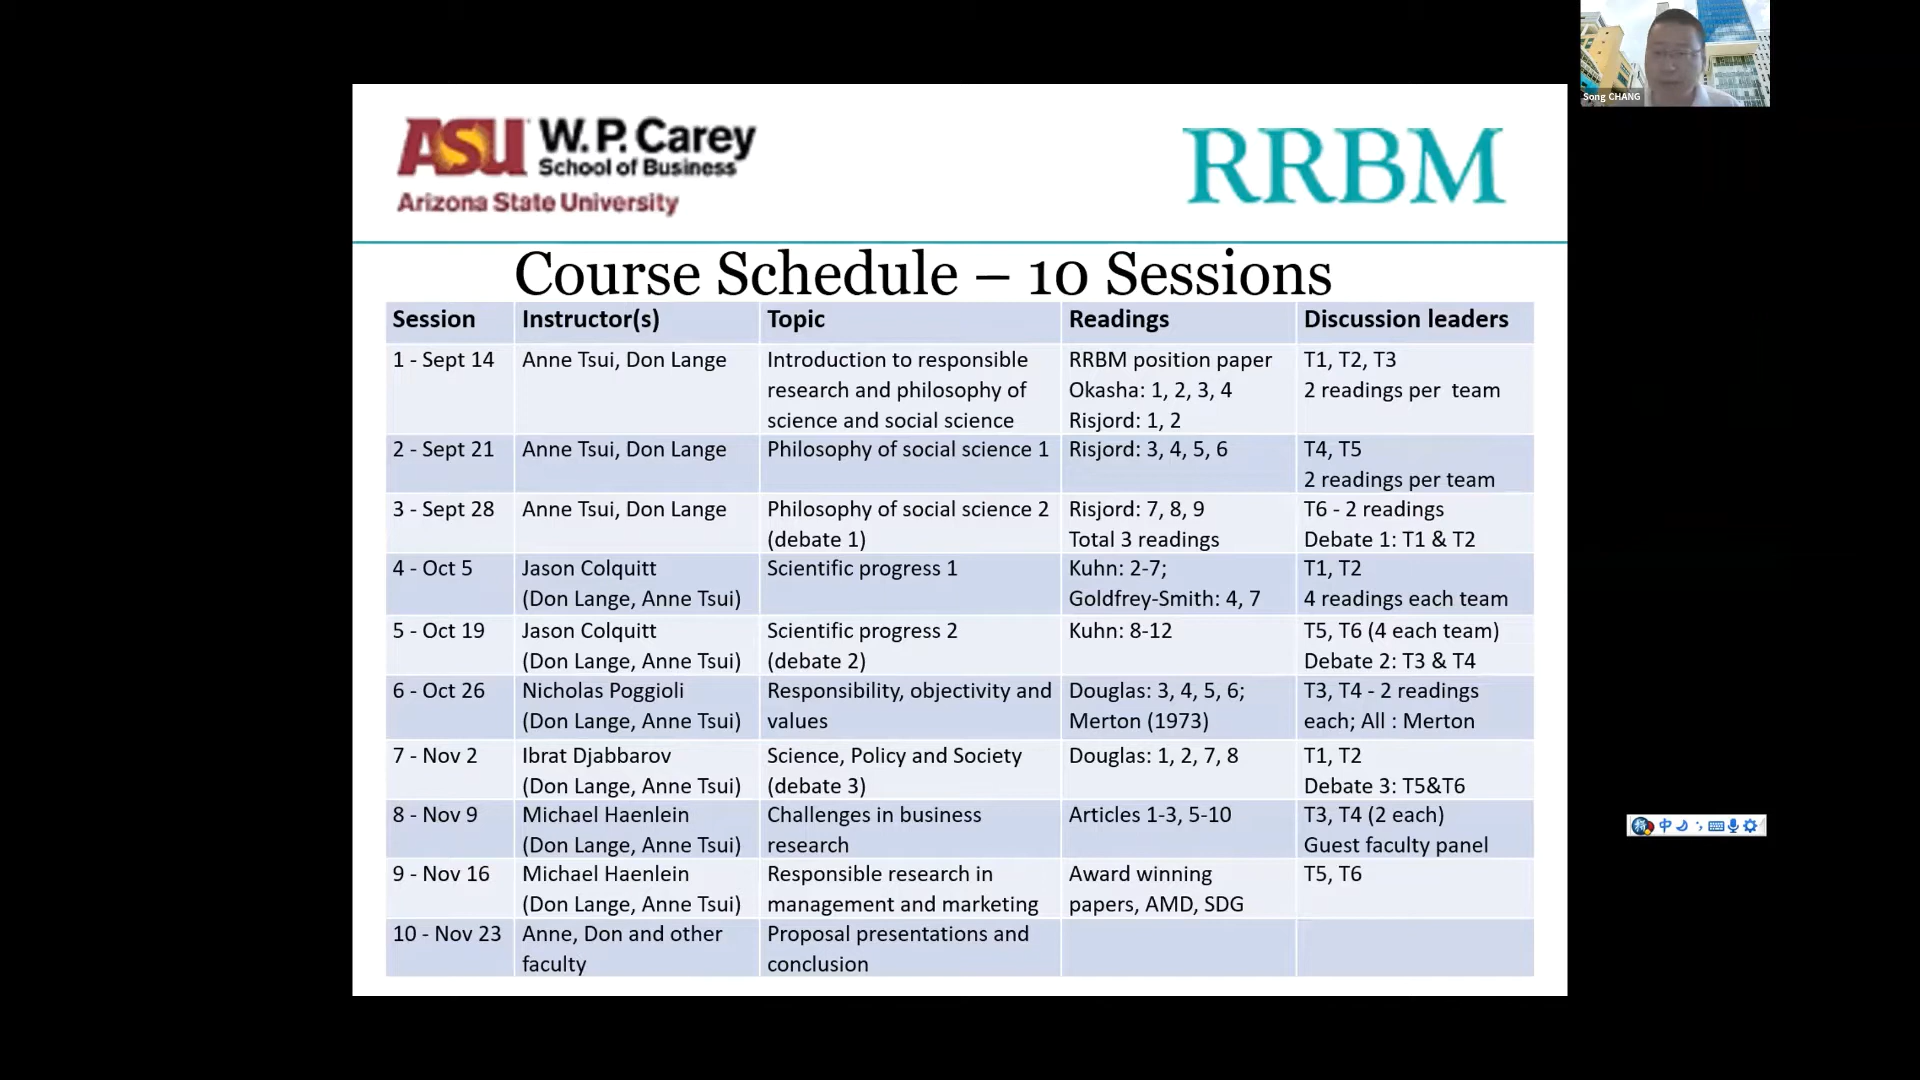 Song CHANG
ASU W. P. Carey
School of Business
Arizona State University
RRBM
Course Schedule – 10 Sessions
Session Instructor(s) Topic Readings Discussion leaders
1 - Sept 14 Anne Tsui, Don Lange Introduction to responsible RRBM position paper T1, T2, T3
research and philosophy of Okasha: 1, 2, 3, 4 2 readings per team
science and social science Risjord: 1, 2
2 - Sept 21 Anne Tsui, Don Lange Philosophy of social science 1 Risjord: 3, 4, 5, 6 T4, T5
2 readings per team
3 - Sept 28 Anne Tsui, Don Lange Philosophy of social science 2 Risjord: 7, 8, 9 T6 - 2 readings
(debate 1) Total 3 readings Debate 1: T1 & T2
4 - Oct 5 Jason Colquitt Scientific progress 1 Kuhn: 2-7; T1, T2
(Don Lange, Anne Tsui) Goldfrey-Smith: 4, 7 4 readings each team
5 - Oct 19 Jason Colquitt Scientific progress 2 Kuhn: 8-12 T5, T6 (4 each team)
(Don Lange, Anne Tsui) (debate 2) Debate 2: T3 & T4
6 - Oct 26 Nicholas Poggioli Responsibility, objectivity and Douglas: 3, 4, 5, 6; T3, T4 - 2 readings
(Don Lange, Anne Tsui) values Merton (1973) each; All : Merton
7 - Nov 2 Ibrat Djabbarov Science, Policy and Society Douglas: 1, 2, 7, 8 T1, T2
(Don Lange, Anne Tsui) (debate 3) Debate 3: T5&T6
8 - Nov 9 Michael Haenlein Challenges in business Articles 1-3, 5-10 T3, T4 (2 each)
(Don Lange, Anne Tsui) research Guest faculty panel
9 - Nov 16 Michael Haenlein Responsible research in Award winning T5, T6
(Don Lange, Anne Tsui) management and marketing papers, AMD, SDG
10 - Nov 23 Anne, Don and other Proposal presentations and
faculty conclusion
中